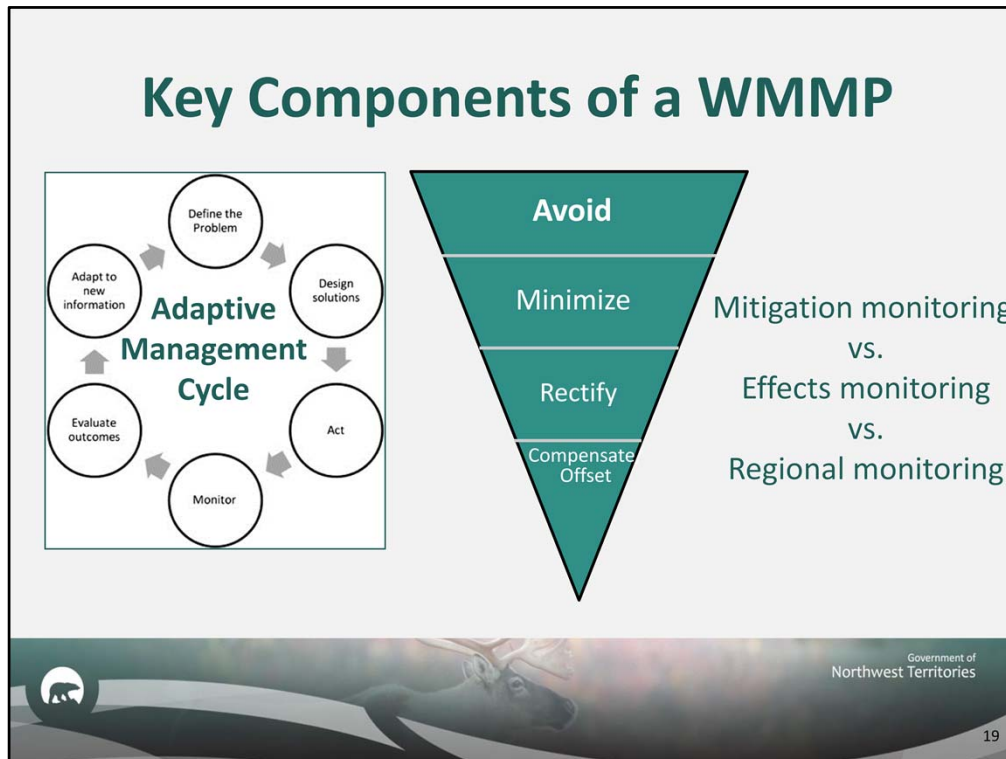 Key Components of a WMMP
Define the
Problem
Design
solutions
Act
Monitor
Evaluate
outcomes
Adapt to
new
information
Adaptive
Management
Cycle
Avoid
Minimize
Rectify
Compensate
Offset
Mitigation monitoring
vs.
Effects monitoring
vs.
Regional monitoring
Government of
Northwest Territories
19